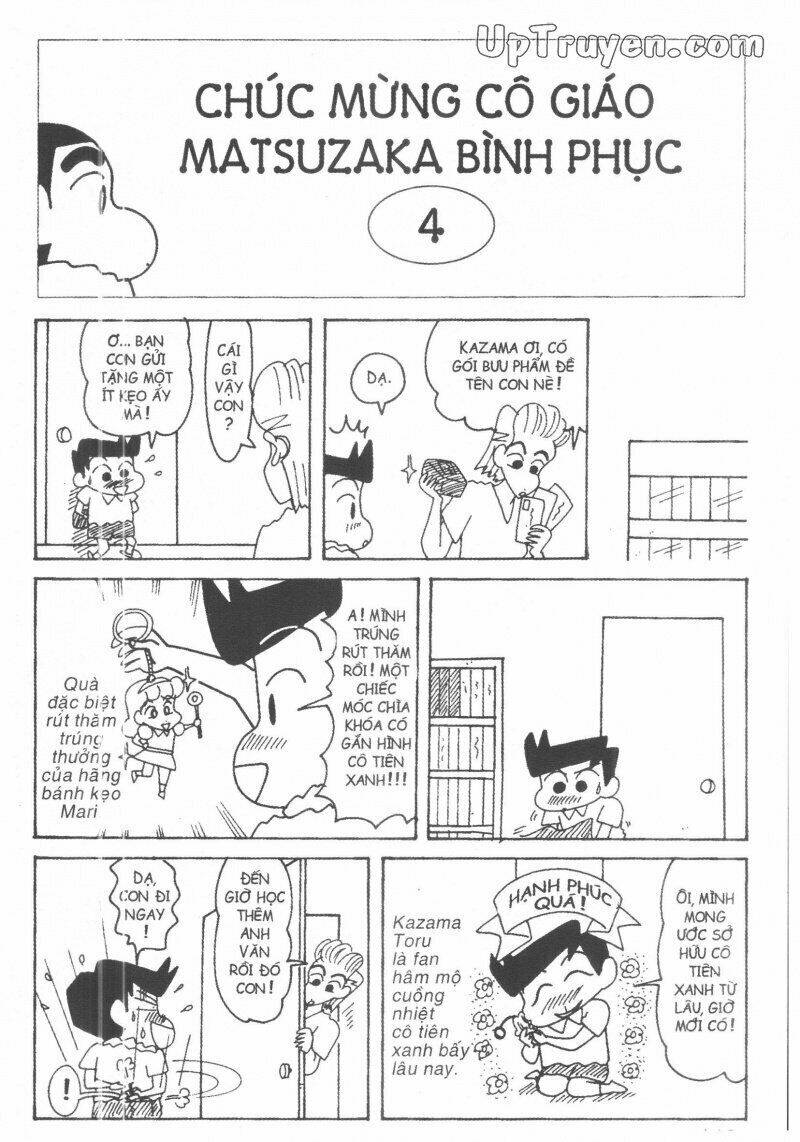 UpTruyen.com
CHÚC MỪNG CÔ GIÁO
MATSUZAKA BÌNH PHỤC
4
KAZAMA ƠI, CÓ
GÓI BƯU PHẨM ĐỀ
TÊN CON NÈ!
DẠ.
CÁI
GÌ
VẬY
CON
?
Ơ... BẠN
CON GỬI
TẶNG MỘT
ÍT KẸO ẤY
MÀ!
A! MÌNH
TRÚNG
RÚT THĂM
RỒI! MỘT
CHIẾC
MÓC CHÌA
KHÓA CÓ
GẮN HÌNH
CÔ TIÊN
XANH!!!
Quà
đặc biệt
rút thăm
trúng
thưởng
của hãng
bánh kẹo
Mari
HẠNH PHÚC
QUÁ!
ÔI, MÌNH
MONG
ƯỚC SỞ
HỮU CÔ
TIÊN
XANH TỪ
LÂU, GIỜ
MỚI CÓ!
Kazama
Toru
là fan
hâm mộ
cuồng
nhiệt
cô tiên
xanh bấy
lâu nay.
ĐẾN
GIỜ HỌC
THÊM
ANH
VĂN
RỒI ĐÓ
CON!
DẠ,
CON ĐI
NGAY
!
!